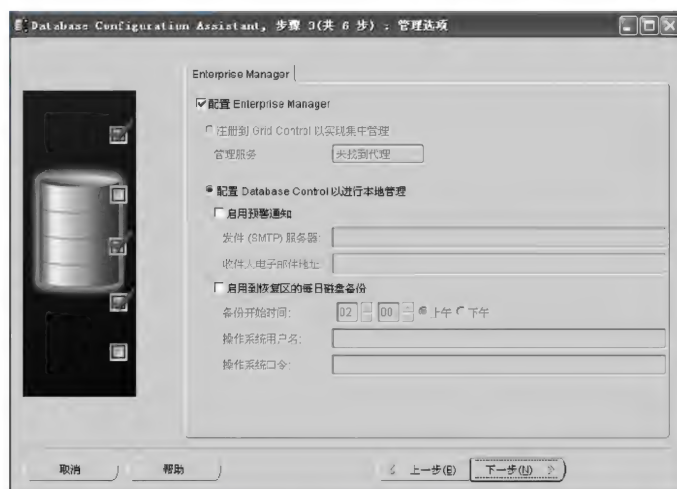 Database Configuration Assistant, 步骤 3(共 6 步) : 管理选项
Enterprise Manager
配置 Enterprise Manager
注册到 Grid Control 以实现集中管理
管理服务 未找到代理
配置 Database Control 以进行本地管理
启用预警通知
发件 (SMTP) 服务器:
收件人电子邮件地址:
启用到恢复区的每日磁盘备份
备份开始时间: 02 00 上午 下午
操作系统用户名:
操作系统口令:
取消 帮助 上一步(B) 下一步(N)